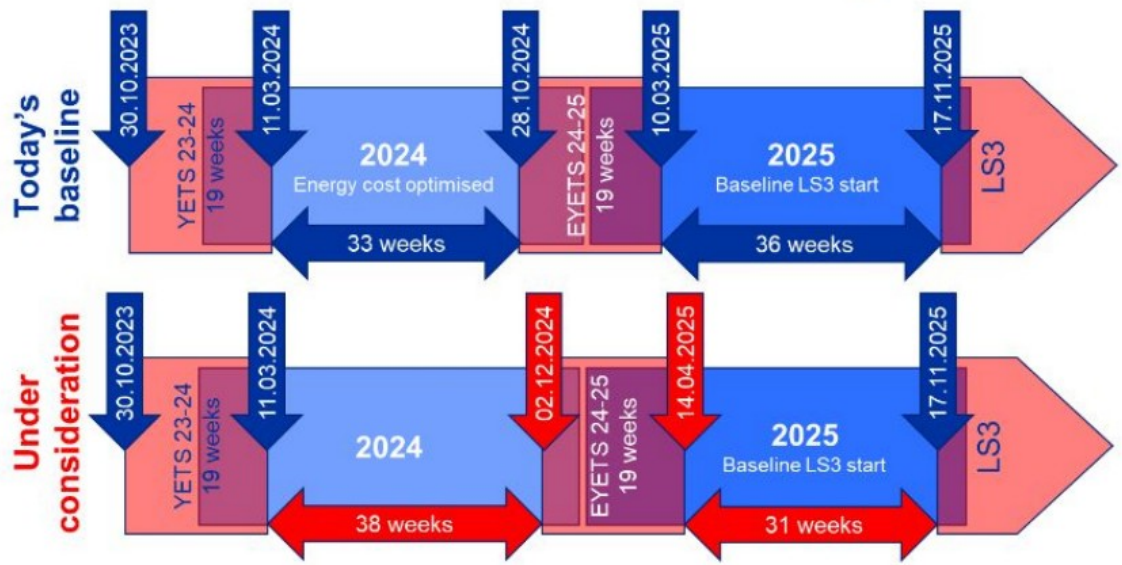 Today's
baseline
30.10.2023
YETS 23-24
19 weeks
11.03.2024
2024
Energy cost optimised
33 weeks
28.10.2024
EYETS 24-25
19 weeks
10.03.2025
2025
Baseline LS3 start
36 weeks
17.11.2025
LS3
Under
consideration
30.10.2023
YETS 23-24
19 weeks
11.03.2024
2024
38 weeks
02.12.2024
EYETS 24-25
19 weeks
14.04.2025
2025
Baseline LS3 start
31 weeks
17.11.2025
LS3